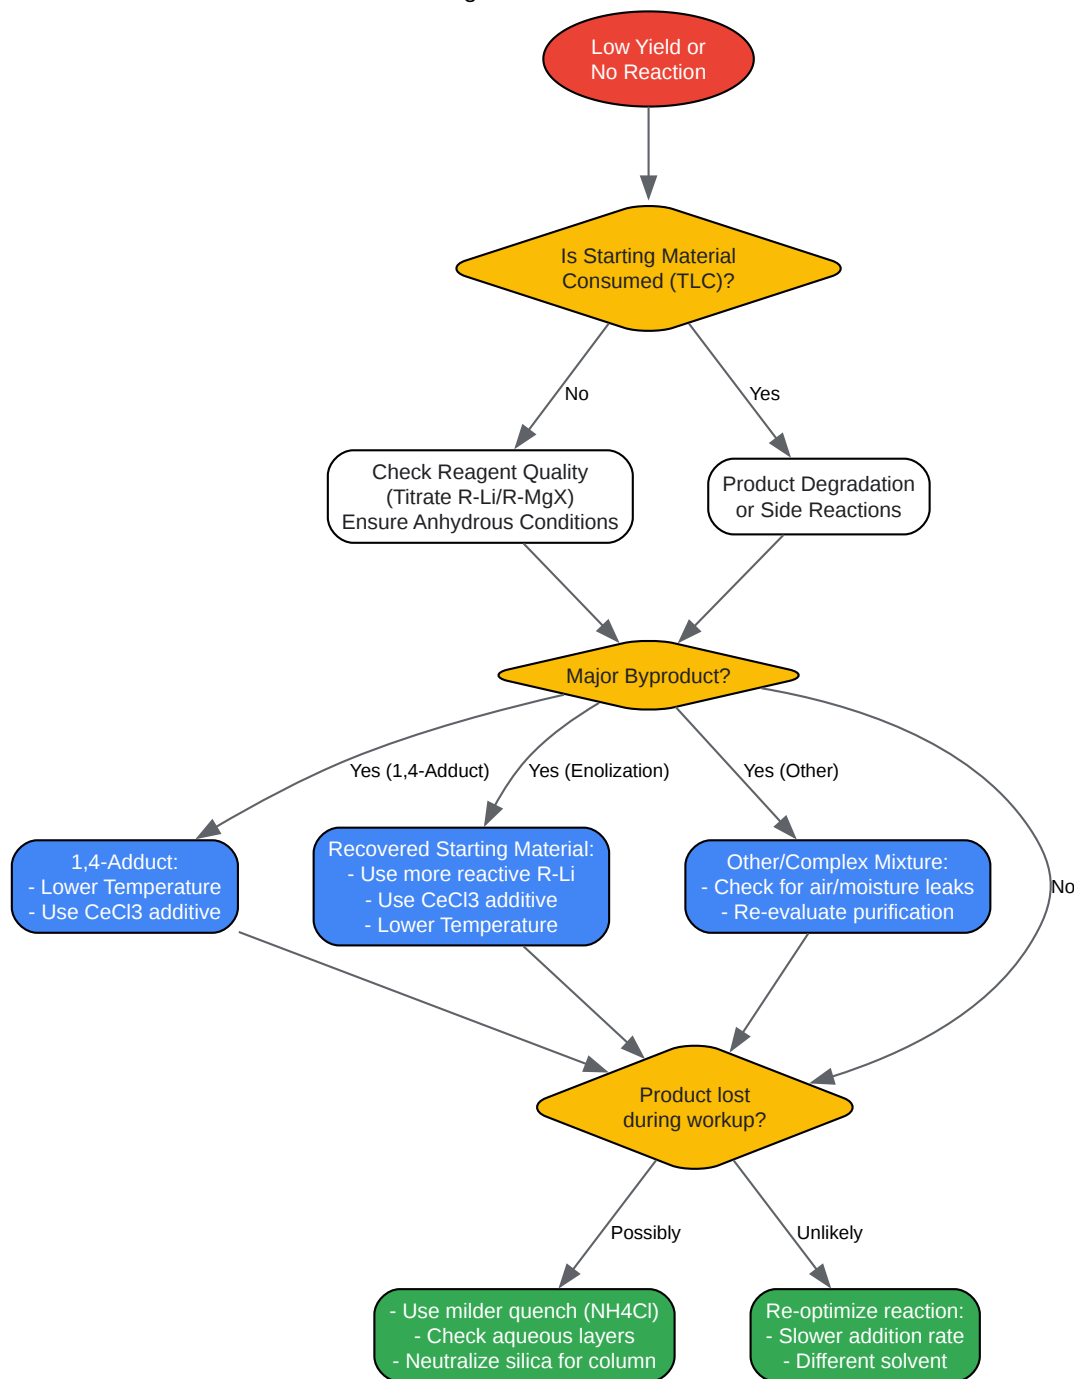 Low Yield or
No Reaction
Is Starting Material
Consumed (TLC)?
No
Yes
Check Reagent Quality
(Titrate R-Li/R-MgX)
Ensure Anhydrous Conditions
Product Degradation
or Side Reactions
Major Byproduct?
Yes (1,4-Adduct)
Yes (Enolization)
Yes (Other)
No
1,4-Adduct:
- Lower Temperature
- Use CeCl3 additive
Recovered Starting Material:
- Use more reactive R-Li
- Use CeCl3 additive
- Lower Temperature
Other/Complex Mixture:
- Check for air/moisture leaks
- Re-evaluate purification
Product lost
during workup?
Possibly
Unlikely
- Use milder quench (NH4Cl)
- Check aqueous layers
- Neutralize silica for column
Re-optimize reaction:
- Slower addition rate
- Different solvent